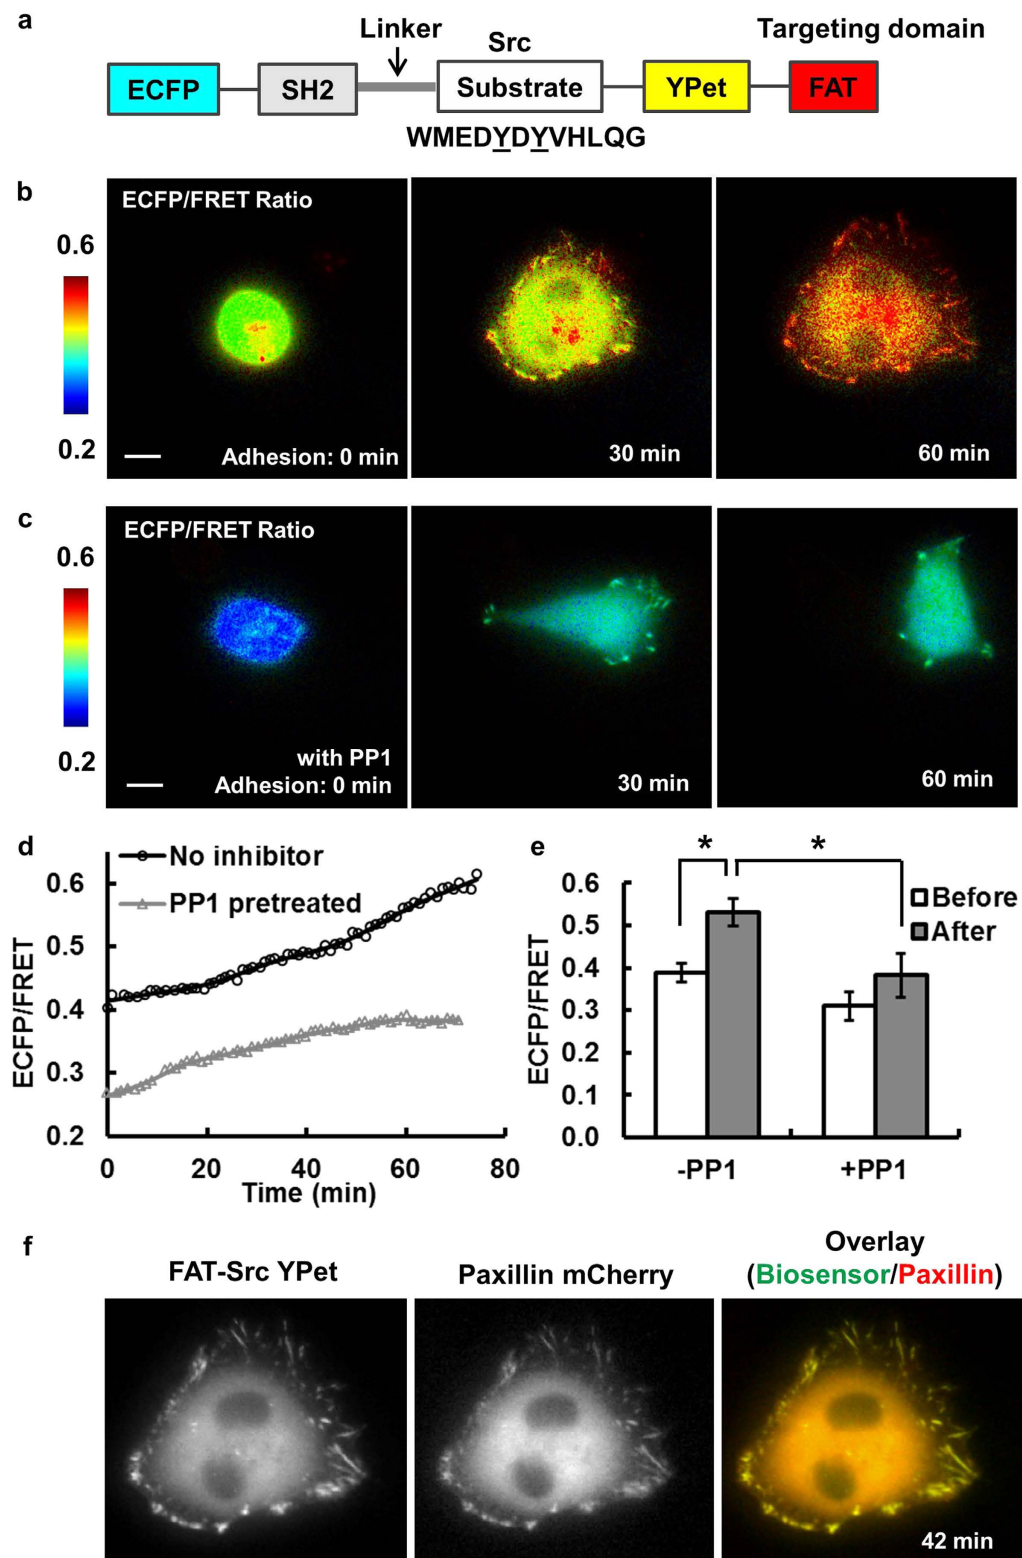 a
Linker
Src
Targeting domain
ECFP
SH2
Substrate
YPet
FAT
WMEDYDYVHLQG
b
ECFP/FRET Ratio
0.6
0.2
Adhesion: 0 min
30 min
60 min
c
ECFP/FRET Ratio
0.6
0.2
with PP1
Adhesion: 0 min
30 min
60 min
d
No inhibitor
PP1 pretreated
ECFP/FRET
0.6
0.5
0.4
0.3
0.2
0 20 40 60 80
Time (min)
e
* *
Before
After
ECFP/FRET
0.6
0.5
0.4
0.3
0.2
0.1
0.0
-PP1 +PP1
f
FAT-Src YPet
Paxillin mCherry
Overlay
(Biosensor/Paxillin)
42 min